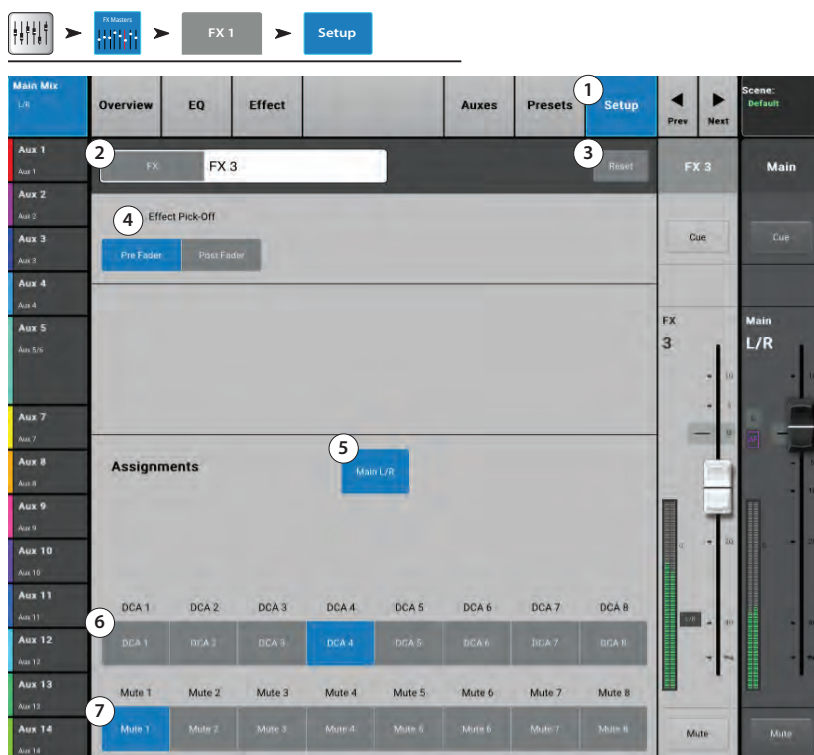 FX Masters
FX 1
Setup
Main Mix
L/R
Overview
EQ
Effect
Auxes
Presets
1
Setup
Prev
Next
Scene:
Default
Aux 1
Aux 1
Aux 2
Aux 2
Aux 3
Aux 3
Aux 4
Aux 4
Aux 5
Aux 5/6
Aux 7
Aux 7
Aux 8
Aux 8
Aux 9
Aux 9
Aux 10
Aux 10
Aux 11
Aux 11
Aux 12
Aux 12
Aux 13
Aux 13
Aux 14
Aux 14
2
FX
FX 3
3
Reset
4
Effect Pick-Off
Pre Fader
Post Fader
5
Assignments
Main L/R
DCA 1 DCA 2 DCA 3 DCA 4 DCA 5 DCA 6 DCA 7 DCA 8
6
DCA 1 DCA 2 DCA 3 DCA 4 DCA 5 DCA 6 DCA 7 DCA 8
Mute 1 Mute 2 Mute 3 Mute 4 Mute 5 Mute 6 Mute 7 Mute 8
7
Mute 1 Mute 2 Mute 3 Mute 4 Mute 5 Mute 6 Mute 7 Mute 8
FX 3
Cue
FX
3
10
5
0
20
L/R
Mute
Main
Cue
Main
L/R
Mute